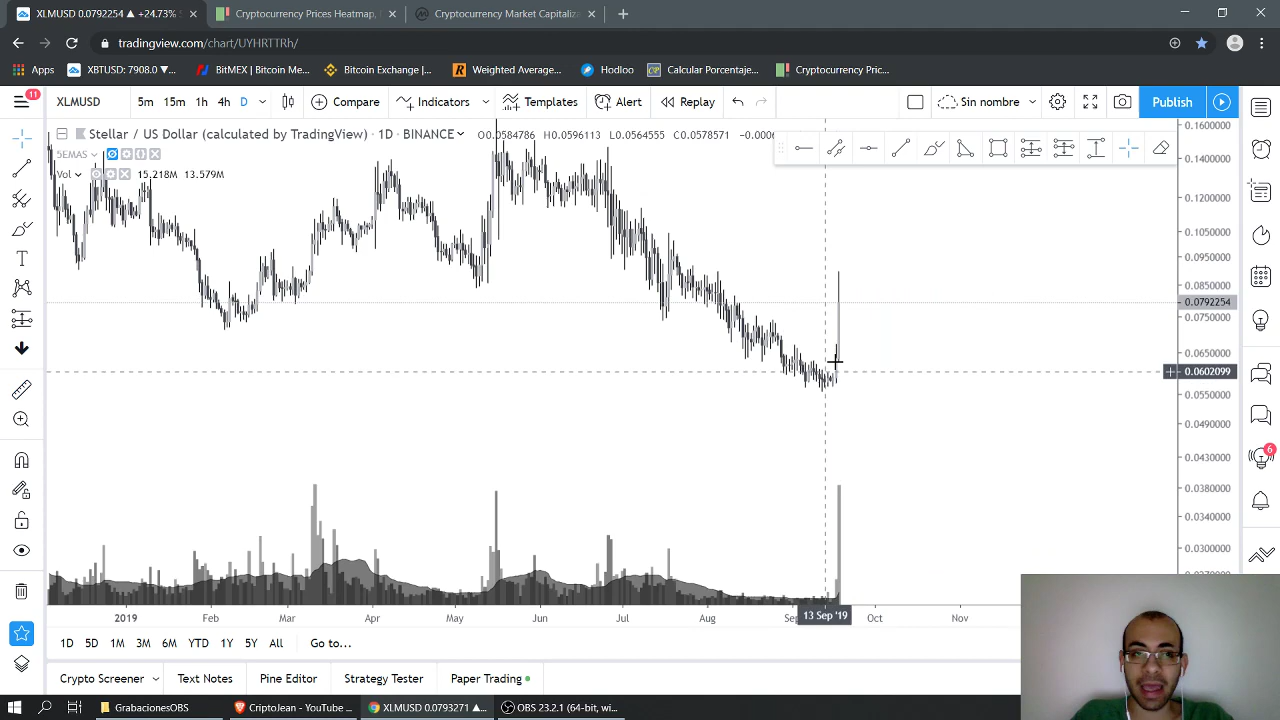 XLMUSD 0.0792254 ▲ +24.73%
Cryptocurrency Prices Heatmap,
Cryptocurrency Market Capitaliza
tradingview.com/chart/UYHRTTRh/
Apps
XBTUSD: 7908.0 ▼...
BitMEX | Bitcoin Me...
Bitcoin Exchange |...
Weighted Average...
Hodloo
Calcular Porcentaje...
Cryptocurrency Pric...
11
XLMUSD
5m 15m 1h 4h D
Compare
Indicators
Templates
Alert
Replay
Sin nombre
Publish
Stellar / US Dollar (calculated by TradingView) · 1D · BINANCE
H0.0596113 L0.0564555 C0.0578571
5EMAS
Vol 15.218M 13.579M
0.1600000
0.1400000
0.1200000
0.1050000
0.0950000
0.0850000
0.0792254
0.0750000
0.0650000
0.0602099
0.0550000
0.0490000
0.0430000
0.0380000
0.0340000
0.0300000
6
2019 Feb Mar Apr May Jun Jul Aug 13 Sep '19 Oct Nov
1D 5D 1M 3M 6M YTD 1Y 5Y All Go to...
Crypto Screener Text Notes Pine Editor Strategy Tester Paper Trading
GrabacionesOBS
CriptoJean - YouTube ...
XLMUSD 0.0793271 ▲...
OBS 23.2.1 (64-bit, w...